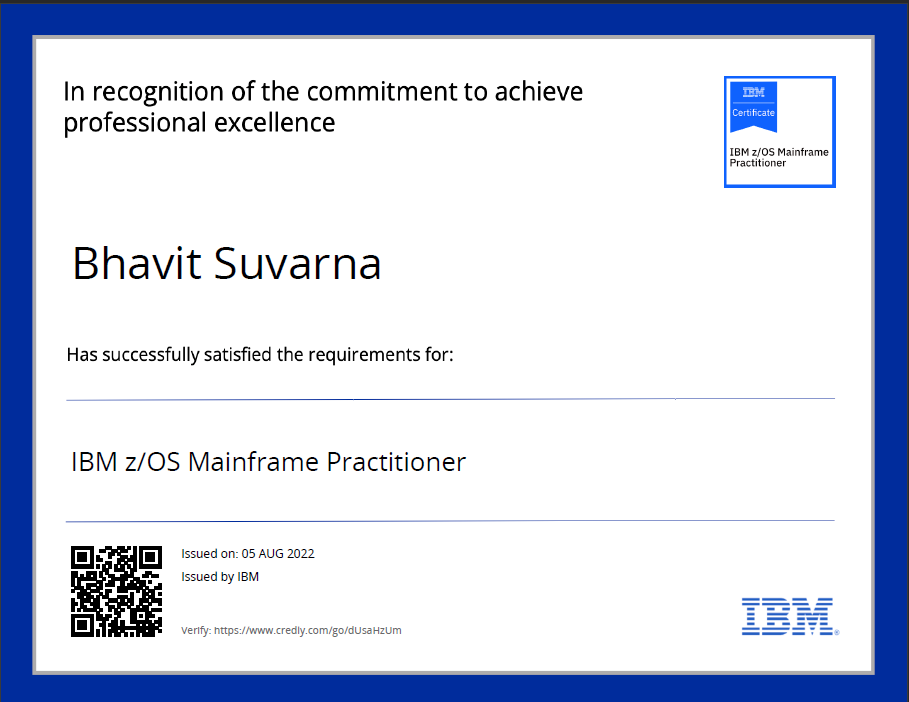 In recognition of the commitment to achieve
professional excellence
IBM
Certificate
IBM z/OS Mainframe
Practitioner
Bhavit Suvarna
Has successfully satisfied the requirements for:
IBM z/OS Mainframe Practitioner
Issued on: 05 AUG 2022
Issued by IBM
Verify: https://www.credly.com/go/dUsaHzUm
IBM®